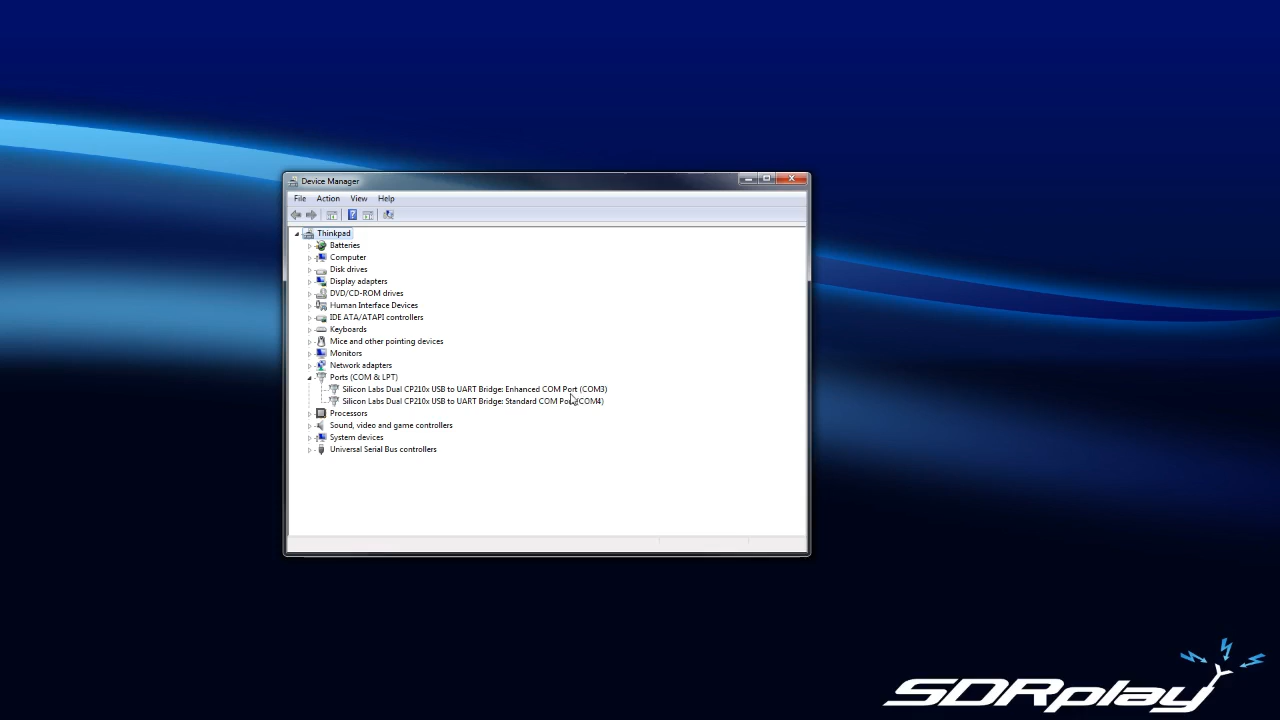 Device Manager
File Action View Help
Thinkpad
Batteries
Computer
Disk drives
Display adapters
DVD/CD-ROM drives
Human Interface Devices
IDE ATA/ATAPI controllers
Keyboards
Mice and other pointing devices
Monitors
Network adapters
Ports (COM & LPT)
Silicon Labs Dual CP210x USB to UART Bridge: Enhanced COM Port (COM3)
Silicon Labs Dual CP210x USB to UART Bridge: Standard COM Port (COM4)
Processors
Sound, video and game controllers
System devices
Universal Serial Bus controllers
SDRplay